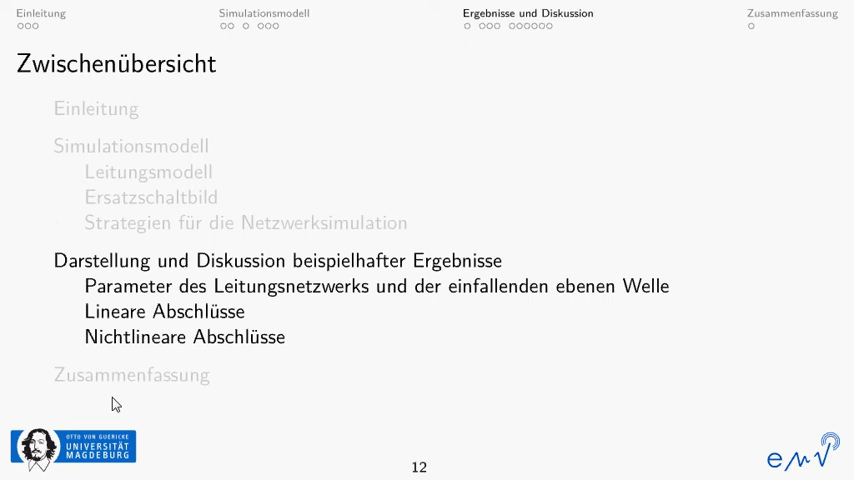 Einleitung
Simulationsmodell
Ergebnisse und Diskussion
Zusammenfassung
Zwischenübersicht
Einleitung
Simulationsmodell
Leitungsmodell
Ersatzschaltbild
Strategien für die Netzwerksimulation
Darstellung und Diskussion beispielhafter Ergebnisse
Parameter des Leitungsnetzwerks und der einfallenden ebenen Welle
Lineare Abschlüsse
Nichtlineare Abschlüsse
Zusammenfassung
OTTO VON GUERICKE
UNIVERSITÄT
MAGDEBURG
12
emv